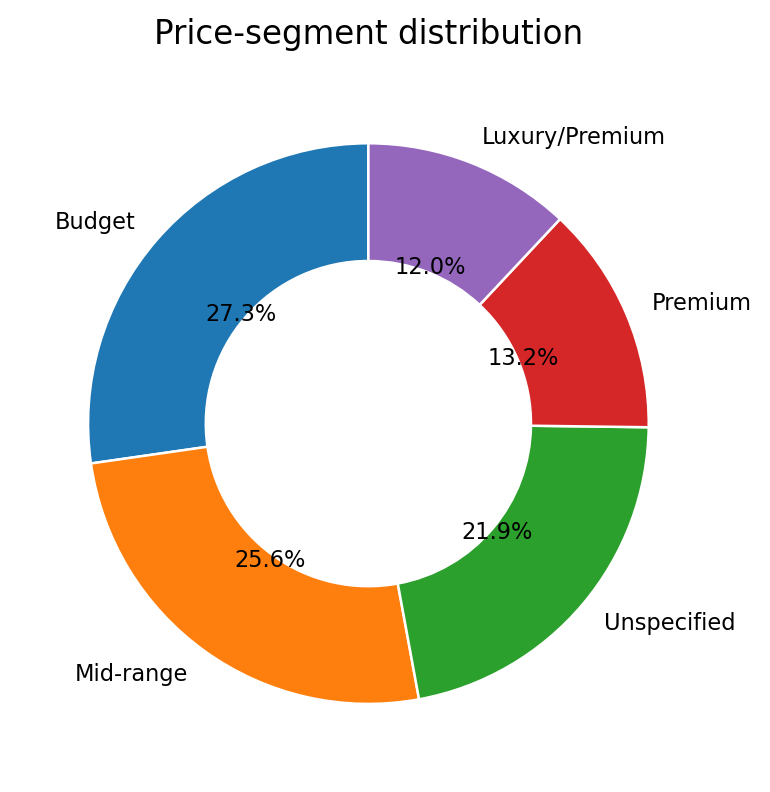 Price-segment distribution
Luxury/Premium
Budget
12.0%
Premium
27.3%
13.2%
21.9%
25.6%
Unspecified
Mid-range